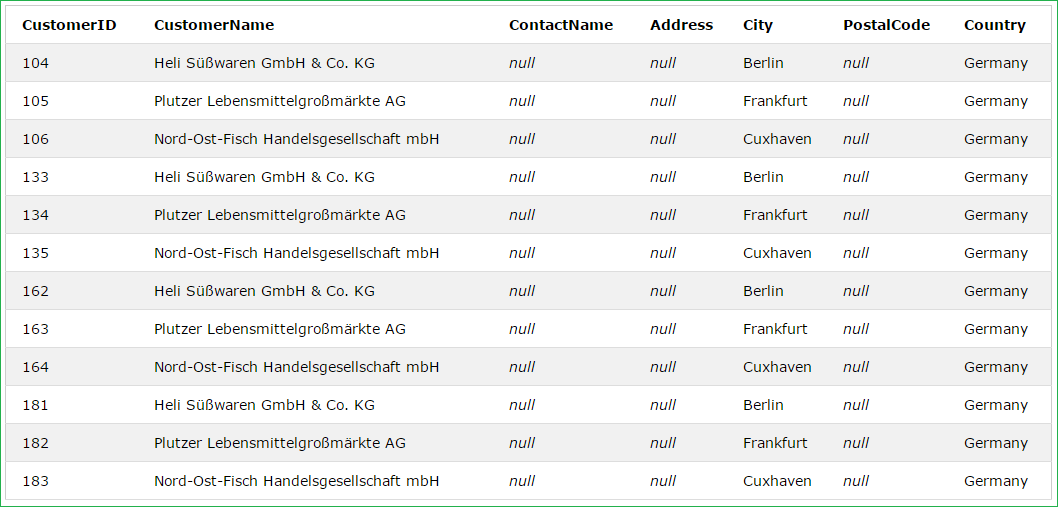 CustomerID CustomerName ContactName Address City PostalCode Country
104 Heli Süßwaren GmbH & Co. KG null null Berlin null Germany
105 Plutzer Lebensmittelgroßmärkte AG null null Frankfurt null Germany
106 Nord-Ost-Fisch Handelsgesellschaft mbH null null Cuxhaven null Germany
133 Heli Süßwaren GmbH & Co. KG null null Berlin null Germany
134 Plutzer Lebensmittelgroßmärkte AG null null Frankfurt null Germany
135 Nord-Ost-Fisch Handelsgesellschaft mbH null null Cuxhaven null Germany
162 Heli Süßwaren GmbH & Co. KG null null Berlin null Germany
163 Plutzer Lebensmittelgroßmärkte AG null null Frankfurt null Germany
164 Nord-Ost-Fisch Handelsgesellschaft mbH null null Cuxhaven null Germany
181 Heli Süßwaren GmbH & Co. KG null null Berlin null Germany
182 Plutzer Lebensmittelgroßmärkte AG null null Frankfurt null Germany
183 Nord-Ost-Fisch Handelsgesellschaft mbH null null Cuxhaven null Germany